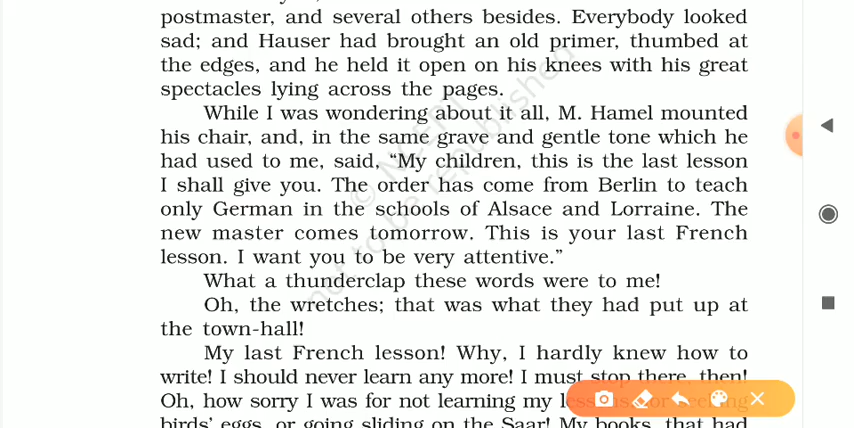 postmaster, and several others besides. Everybody looked
sad; and Hauser had brought an old primer, thumbed at
the edges, and he held it open on his knees with his great
spectacles lying across the pages.
While I was wondering about it all, M. Hamel mounted
his chair, and, in the same grave and gentle tone which he
had used to me, said, “My children, this is the last lesson
I shall give you. The order has come from Berlin to teach
only German in the schools of Alsace and Lorraine. The
new master comes tomorrow. This is your last French
lesson. I want you to be very attentive.”
What a thunderclap these words were to me!
Oh, the wretches; that was what they had put up at
the town-hall!
My last French lesson! Why, I hardly knew how to
write! I should never learn any more! I must stop there, then!
Oh, how sorry I was for not learning my
birds’ eggs, or going sliding on the Saar! My books, that had
not to be republished